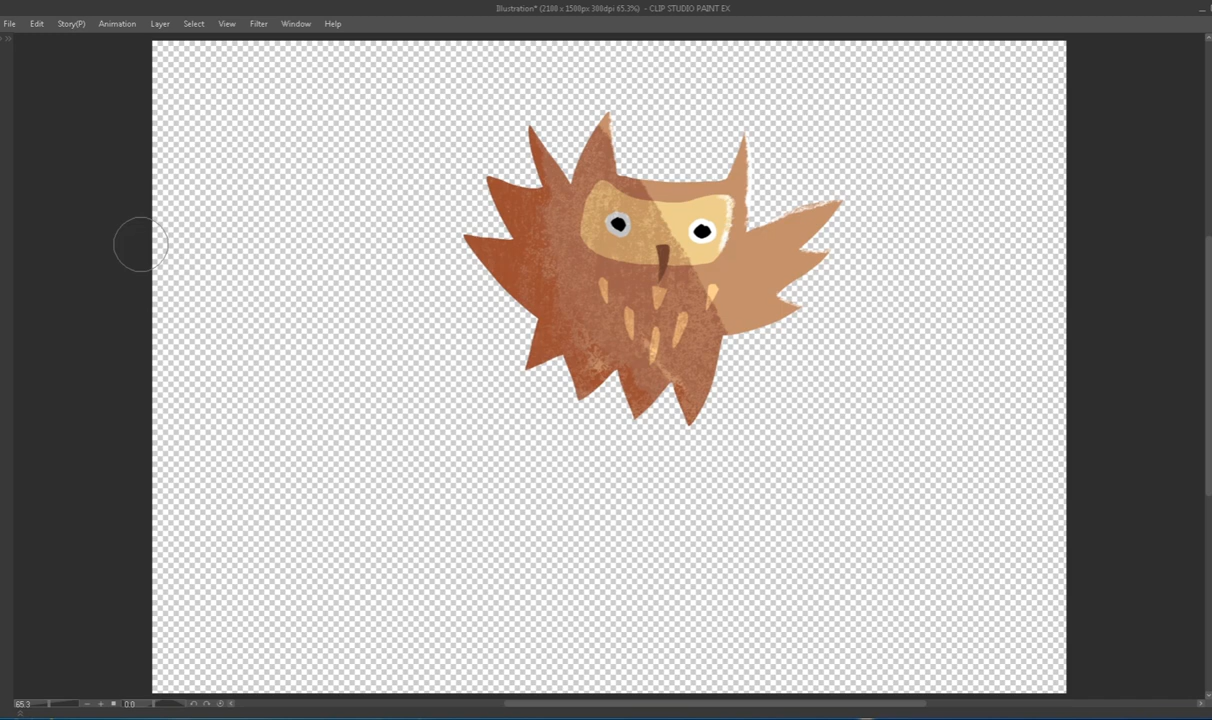 Illustration* (2100 x 1500px 300dpi 65.3%) - CLIP STUDIO PAINT EX
File Edit Story(P) Animation Layer Select View Filter Window Help
65.3 0.0